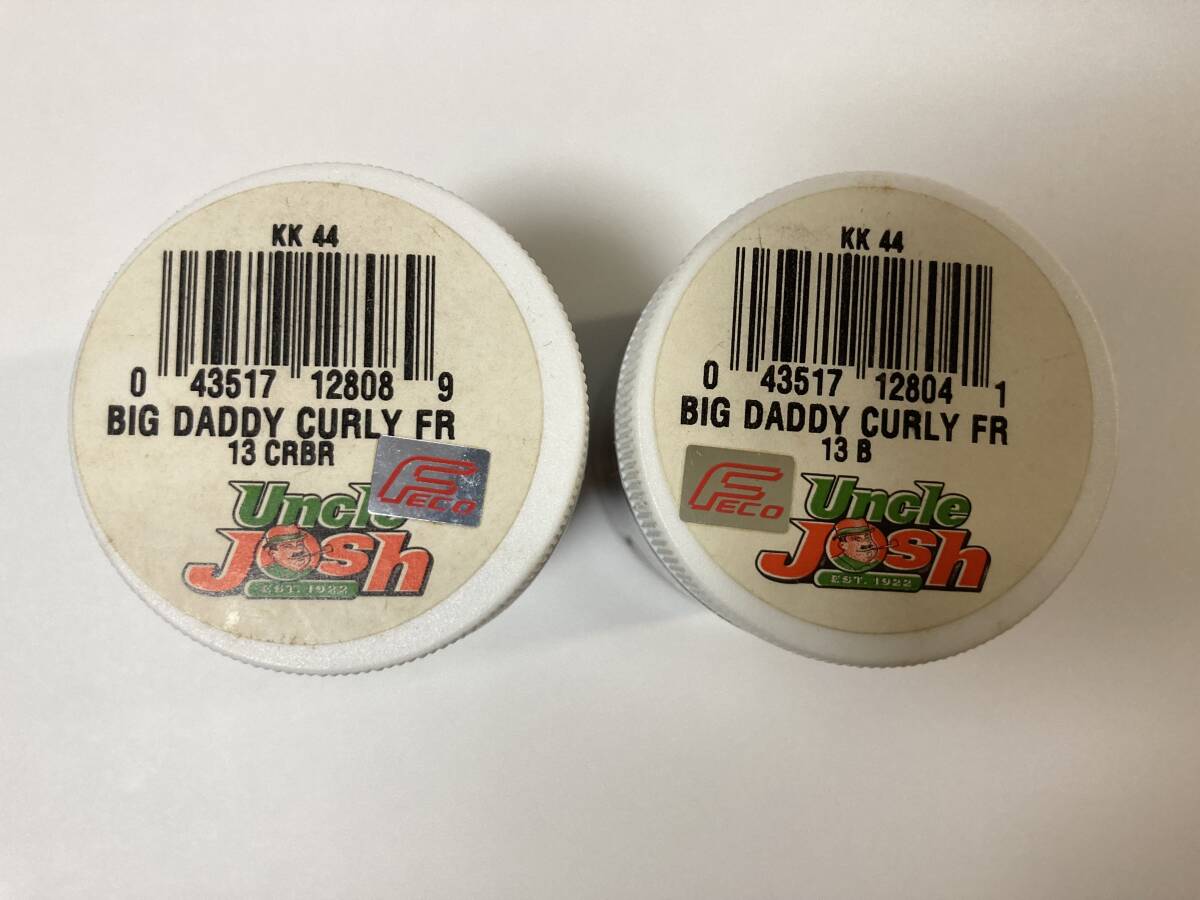 KK 44
0 43517 12808 9
BIG DADDY CURLY FR
13 CRBR
FECO
Uncle
Josh
EST. 1922
KK 44
0 43517 12804 1
BIG DADDY CURLY FR
13 B
FECO
Uncle
Josh
EST. 1922